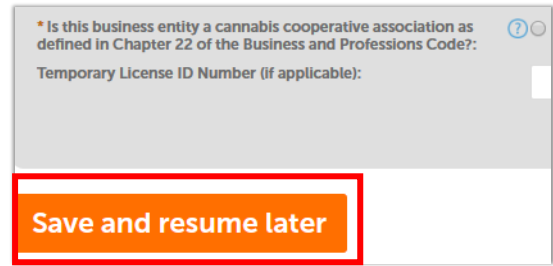 * Is this business entity a cannabis cooperative association as
defined in Chapter 22 of the Business and Professions Code?:
?
Temporary License ID Number (if applicable):
Save and resume later